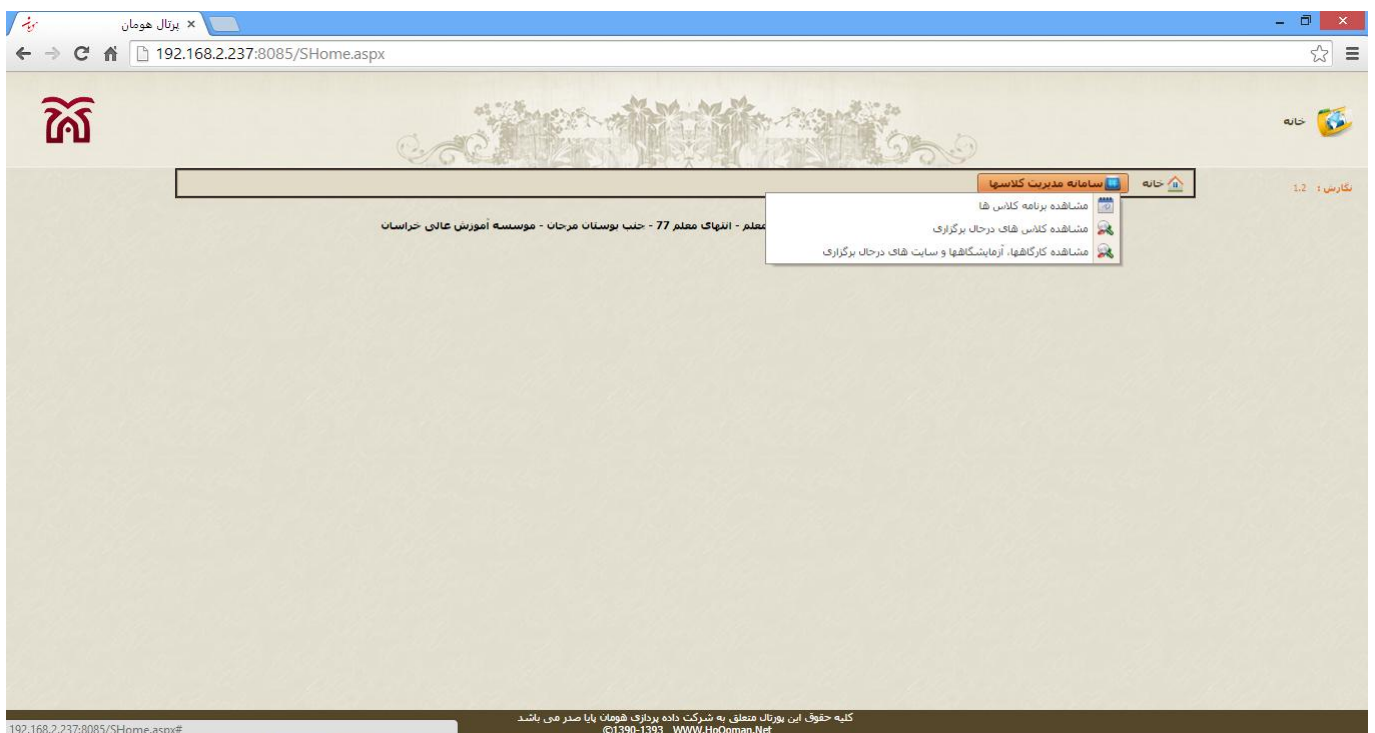 پرتال هومان
192.168.2.237:8085/SHome.aspx
خانه
نگارش : 1.2
خانه
سامانه مدیریت کلاسها
مشاهده برنامه کلاس ها
مشاهده کلاس های درحال برگزاری
مشاهده کارگاهها، آزمایشگاهها و سایت های درحال برگزاری
معلم - انتهای معلم 77 - جنب بوستان مرجان - موسسه آموزش عالی خراسان
کلیه حقوق این پورتال متعلق به شرکت داده پردازی هومان پایا صدر می باشد
©1390-1393 WWW.HoOoman.Net
192.168.2.237:8085/SHome.aspx#